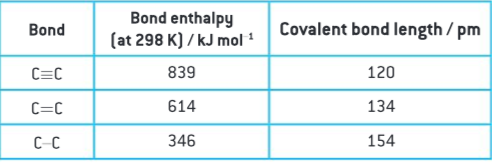 Bond Bond enthalpy (at 298 K) / kJ mol⁻¹ Covalent bond length / pm
C≡C 839 120
C=C 614 134
C–C 346 154